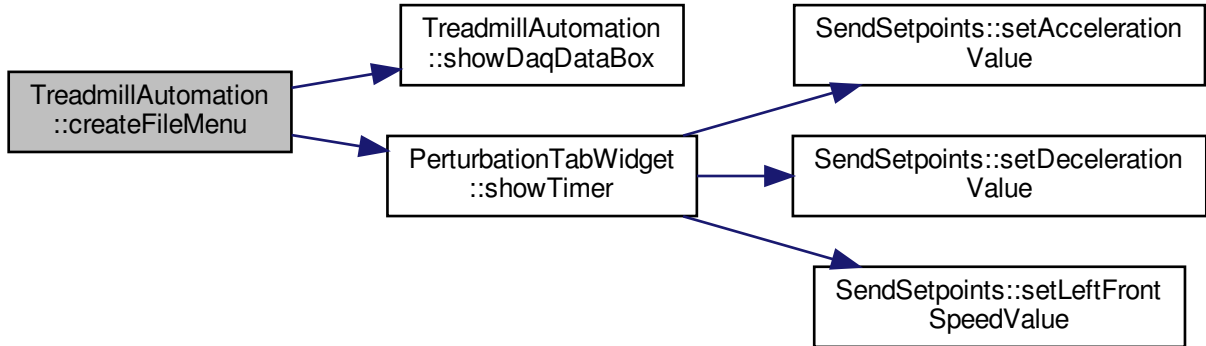 TreadmillAutomation
::createFileMenu
TreadmillAutomation
::showDaqDataBox
PerturbationTabWidget
::showTimer
SendSetpoints::setAcceleration
Value
SendSetpoints::setDeceleration
Value
SendSetpoints::setLeftFront
SpeedValue